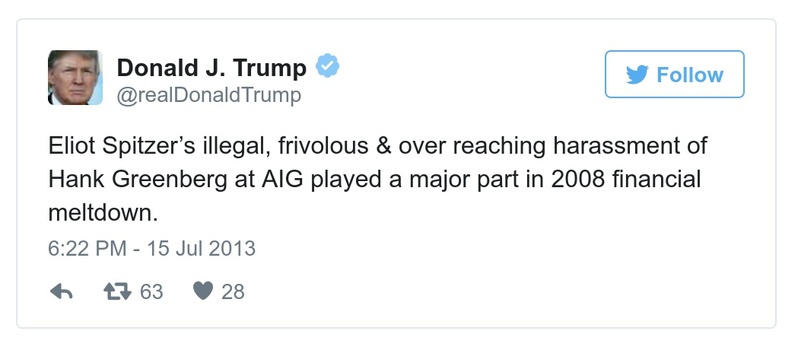 Donald J. Trump
@realDonaldTrump
Follow
Eliot Spitzer’s illegal, frivolous & over reaching harassment of
Hank Greenberg at AIG played a major part in 2008 financial
meltdown.
6:22 PM - 15 Jul 2013
63 28